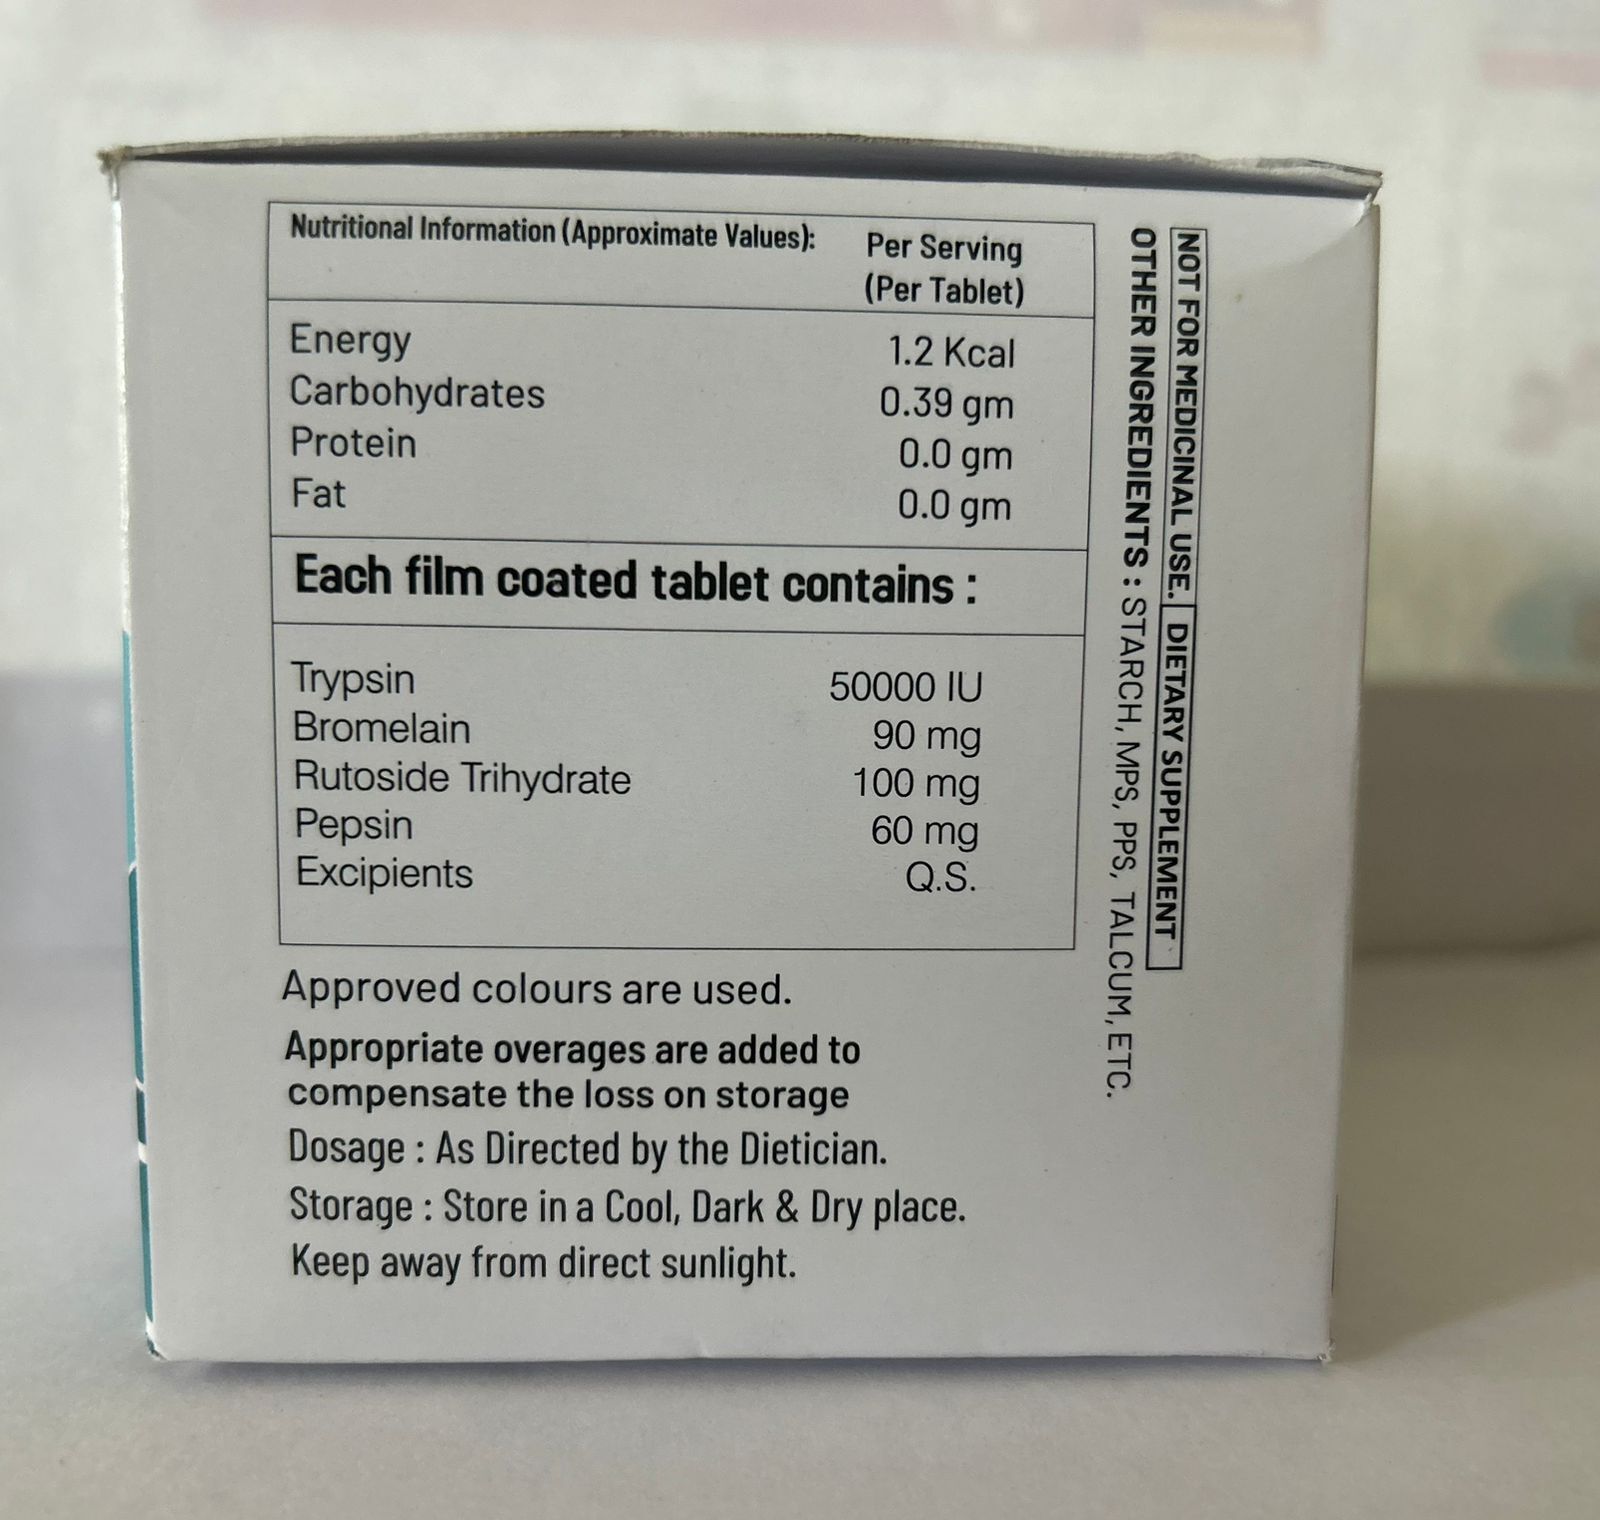 Nutritional Information (Approximate Values): Per Serving
(Per Tablet)
Energy 1.2 Kcal
Carbohydrates 0.39 gm
Protein 0.0 gm
Fat 0.0 gm
Each film coated tablet contains :
Trypsin 50000 IU
Bromelain 90 mg
Rutoside Trihydrate 100 mg
Pepsin 60 mg
Excipients Q.S.
Approved colours are used.
Appropriate overages are added to
compensate the loss on storage
Dosage : As Directed by the Dietician.
Storage : Store in a Cool, Dark & Dry place.
Keep away from direct sunlight.
NOT FOR MEDICINAL USE. DIETARY SUPPLEMENT
OTHER INGREDIENTS : STARCH, MPS, PPS, TALCUM, ETC.